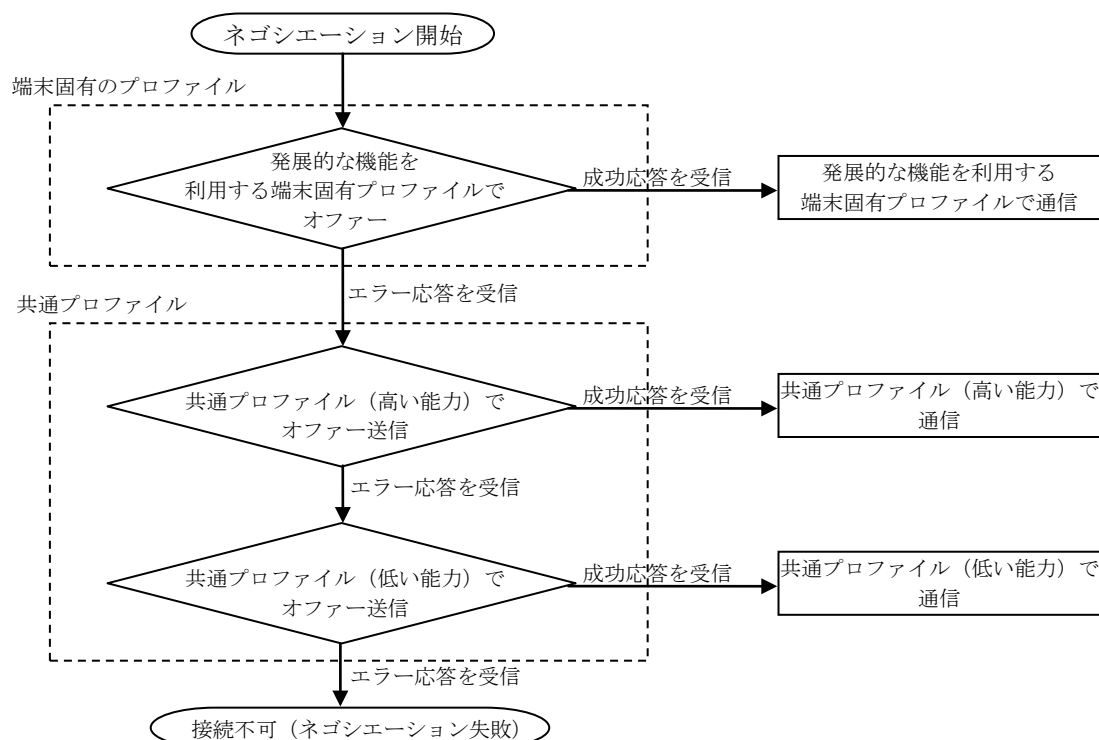 ネゴシエーション開始
端末固有のプロファイル
発展的な機能を
利用する端末固有プロファイルで
オファー
成功応答を受信
発展的な機能を利用する
端末固有プロファイルで通信
エラー応答を受信
共通プロファイル
共通プロファイル（高い能力）で
オファー送信
成功応答を受信
共通プロファイル（高い能力）で
通信
エラー応答を受信
共通プロファイル（低い能力）で
オファー送信
成功応答を受信
共通プロファイル（低い能力）で
通信
エラー応答を受信
接続不可（ネゴシエーション失敗）